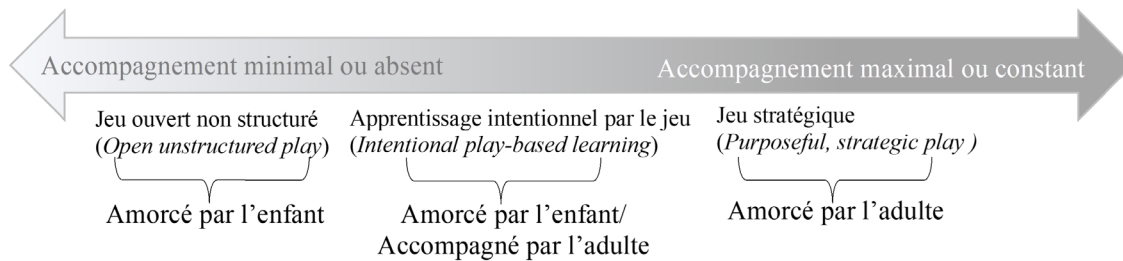 Accompagnement minimal ou absent
Accompagnement maximal ou constant
Jeu ouvert non structuré
(Open unstructured play)
Amorcé par l’enfant
Apprentissage intentionnel par le jeu
(Intentional play-based learning)
Amorcé par l’enfant/
Accompagné par l’adulte
Jeu stratégique
(Purposeful, strategic play )
Amorcé par l’adulte